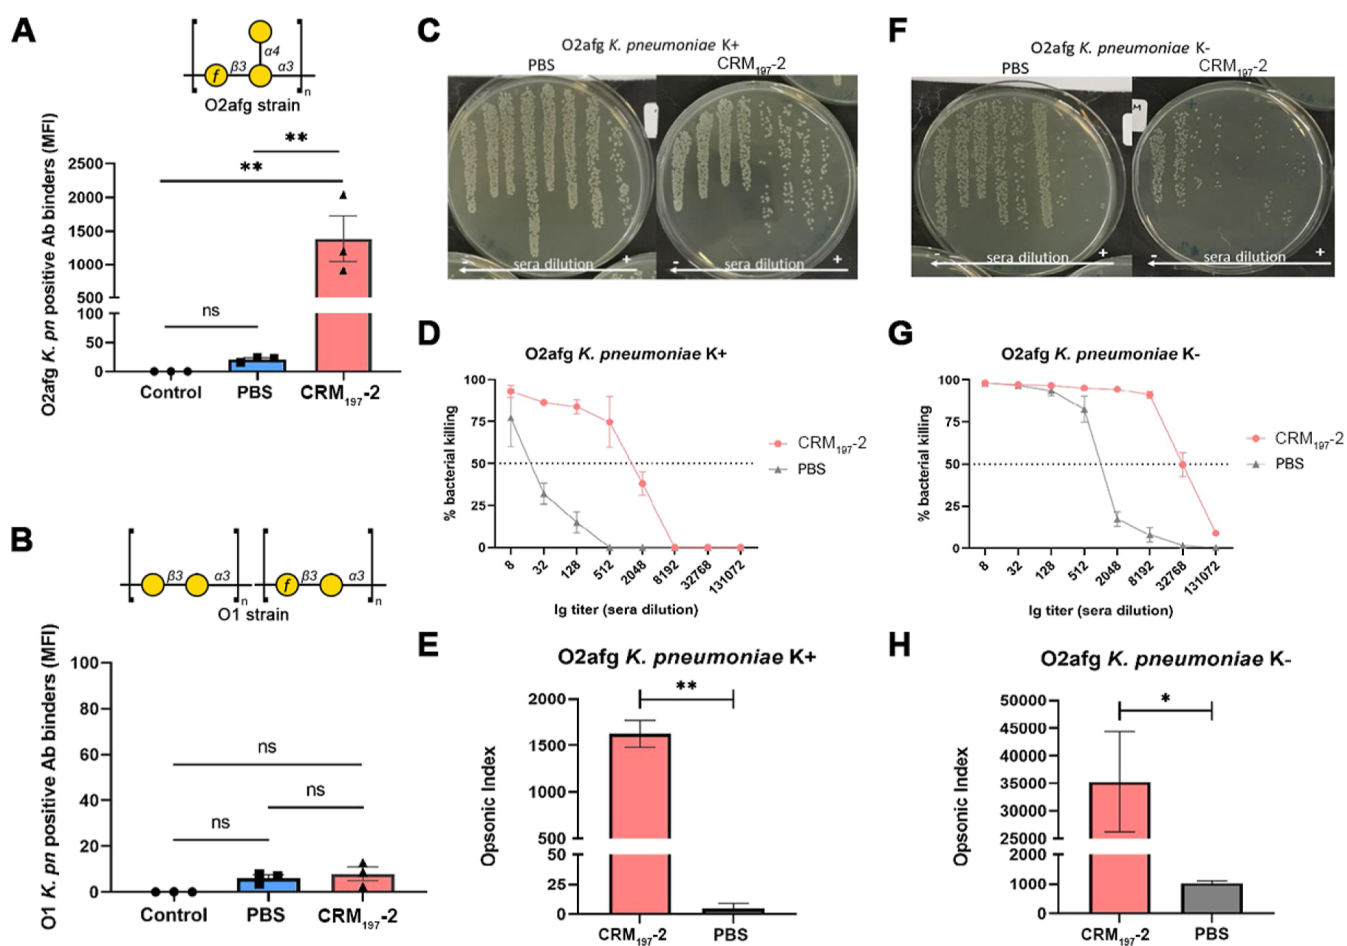 A
α4
f
β3
α3
n
O2afg strain
O2afg K. pn positive Ab binders (MFI)
**
**
ns
2500
2000
1500
1000
500
100
50
0
Control
PBS
CRM197-2
B
β3
α3
n
f
β3
α3
n
O1 strain
O1 K. pn positive Ab binders (MFI)
ns
ns
ns
100
80
60
40
20
0
Control
PBS
CRM197-2
C
O2afg K. pneumoniae K+
PBS
CRM197-2
-
sera dilution
+
-
sera dilution
+
D
O2afg K. pneumoniae K+
% bacterial killing
100
75
50
25
0
8
32
128
512
2048
8192
32768
131072
Ig titer (sera dilution)
CRM197-2
PBS
E
O2afg K. pneumoniae K+
**
Opsonic Index
2000
1500
1000
500
50
25
0
CRM197-2
PBS
F
O2afg K. pneumoniae K-
PBS
CRM197-2
-
sera dilution
+
-
sera dilution
+
G
O2afg K. pneumoniae K-
% bacterial killing
100
75
50
25
0
8
32
128
512
2048
8192
32768
131072
Ig titer (sera dilution)
CRM197-2
PBS
H
O2afg K. pneumoniae K-
*
Opsonic Index
50000
45000
40000
35000
30000
25000
2000
1000
0
CRM197-2
PBS